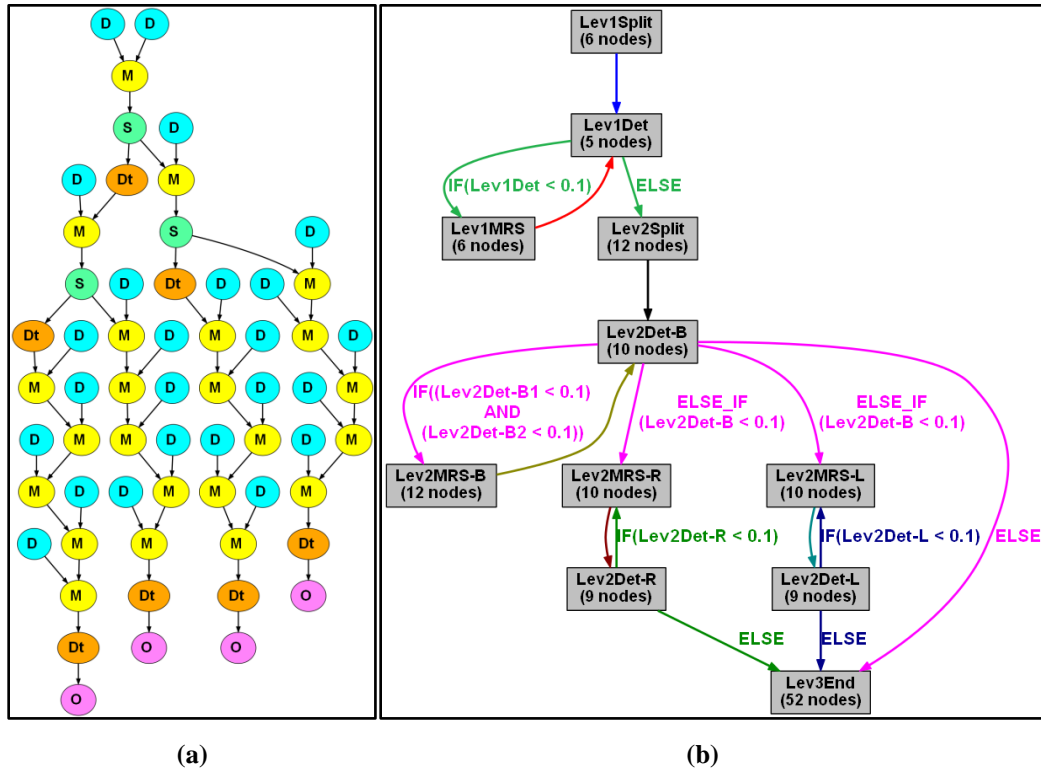 D D
M
S D
D Dt M
M S D
S D Dt D D M
Dt D M D M D M D
M D M D M D D M
D M M D D M D M
M D D M M D M
D M M M Dt
M Dt Dt O
Dt O O
O
(a)
Lev1Split
(6 nodes)
Lev1Det
(5 nodes)
IF(Lev1Det < 0.1)
ELSE
Lev1MRS
(6 nodes)
Lev2Split
(12 nodes)
Lev2Det-B
(10 nodes)
IF((Lev2Det-B1 < 0.1)
AND
(Lev2Det-B2 < 0.1))
ELSE_IF
(Lev2Det-B < 0.1)
ELSE_IF
(Lev2Det-B < 0.1)
Lev2MRS-B
(12 nodes)
Lev2MRS-R
(10 nodes)
Lev2MRS-L
(10 nodes)
IF(Lev2Det-R < 0.1)
IF(Lev2Det-L < 0.1)
ELSE
Lev2Det-R
(9 nodes)
Lev2Det-L
(9 nodes)
ELSE
ELSE
Lev3End
(52 nodes)
(b)